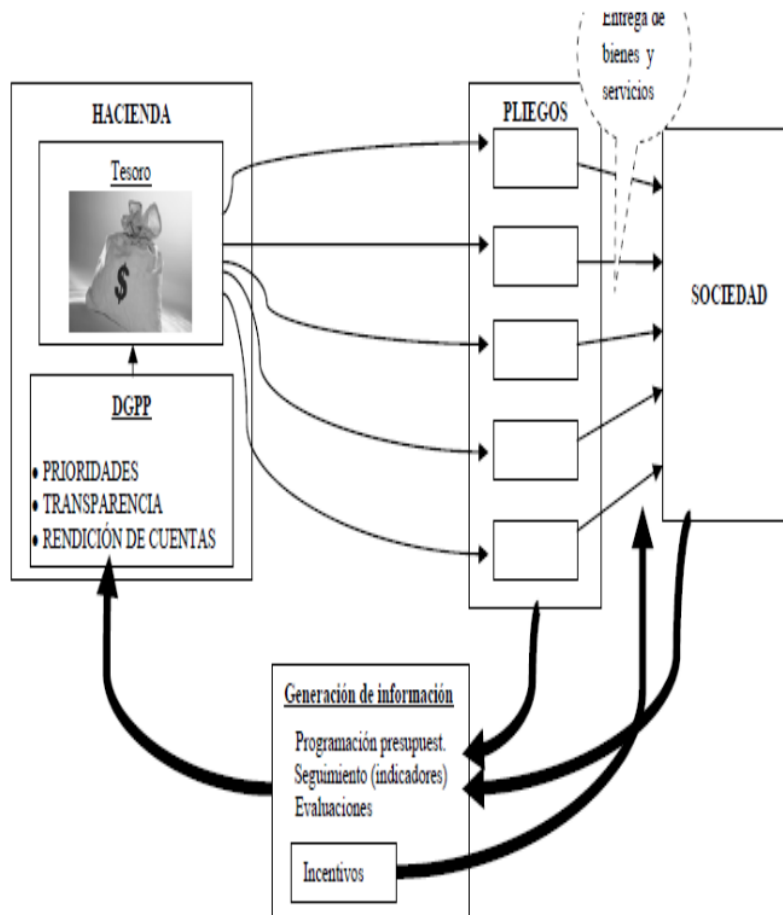 Entrega de
bienes y
servicios
HACIENDA
Tesoro
$
PLIEGOS
SOCIEDAD
DGPP
• PRIORIDADES
• TRANSPARENCIA
• RENDICIÓN DE CUENTAS
Generación de información
Programación presupuest.
Seguimiento (indicadores)
Evaluaciones
Incentivos